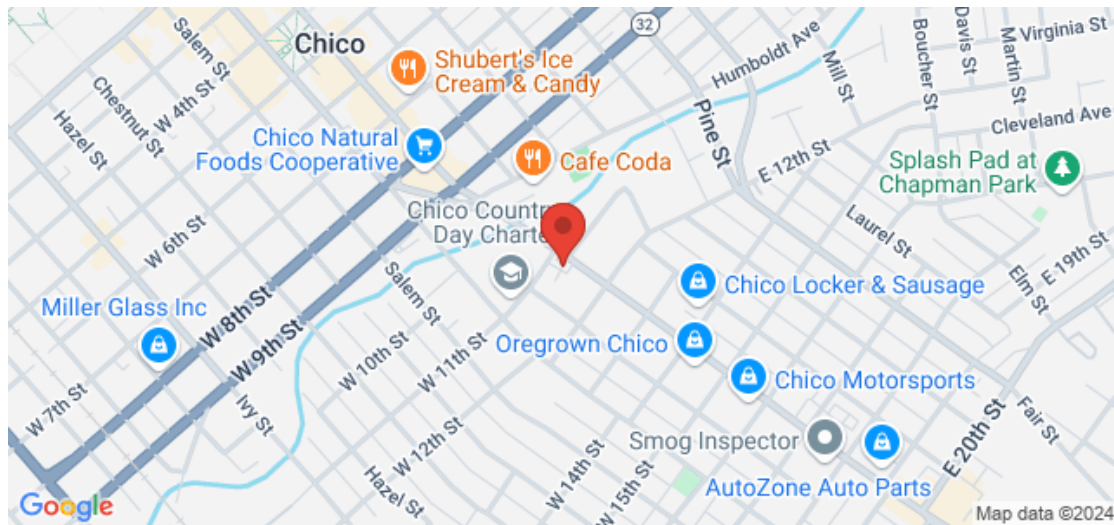 Chico
Salem St
32
Humboldt Ave
Davis St
Boucher St
Martin St
Virginia St
Mill St
Chestnut St
W 4th St
Hazel St
Shubert's Ice
Cream & Candy
Pine St
Cleveland Ave
Chico Natural
Foods Cooperative
Cafe Coda
E 12th St
Splash Pad at
Chapman Park
Chico Country
Day Charte
W 6th St
Laurel St
Elm St
E 19th St
Miller Glass Inc
W 8th St
W 9th St
Salem St
Chico Locker & Sausage
W 10th St
W 11th St
Oregrown Chico
Chico Motorsports
W 7th St
Ivy St
W 12th St
Hazel St
W 14th St
W 15th St
Smog Inspector
E 20th St
Fair St
AutoZone Auto Parts
Google
Map data ©2024